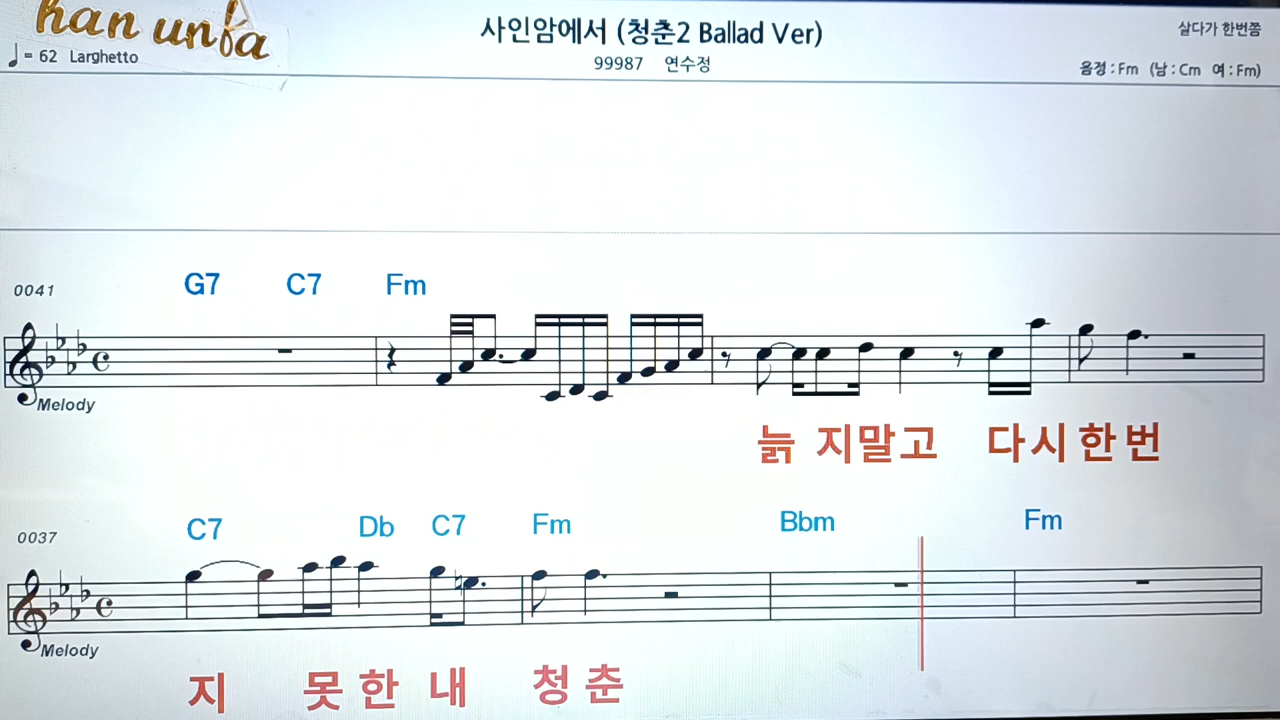 han unfa
사인암에서 (청춘2 Ballad Ver)
살다가 한번쯤
♩= 62 Larghetto
99987 연수정
음정 : Fm (남 : Cm 여 : Fm)
0041 G7 C7 Fm
Melody
늙 지말고 다시 한 번
0037 C7 Db C7 Fm Bbm Fm
Melody
지 못 한 내 청 춘